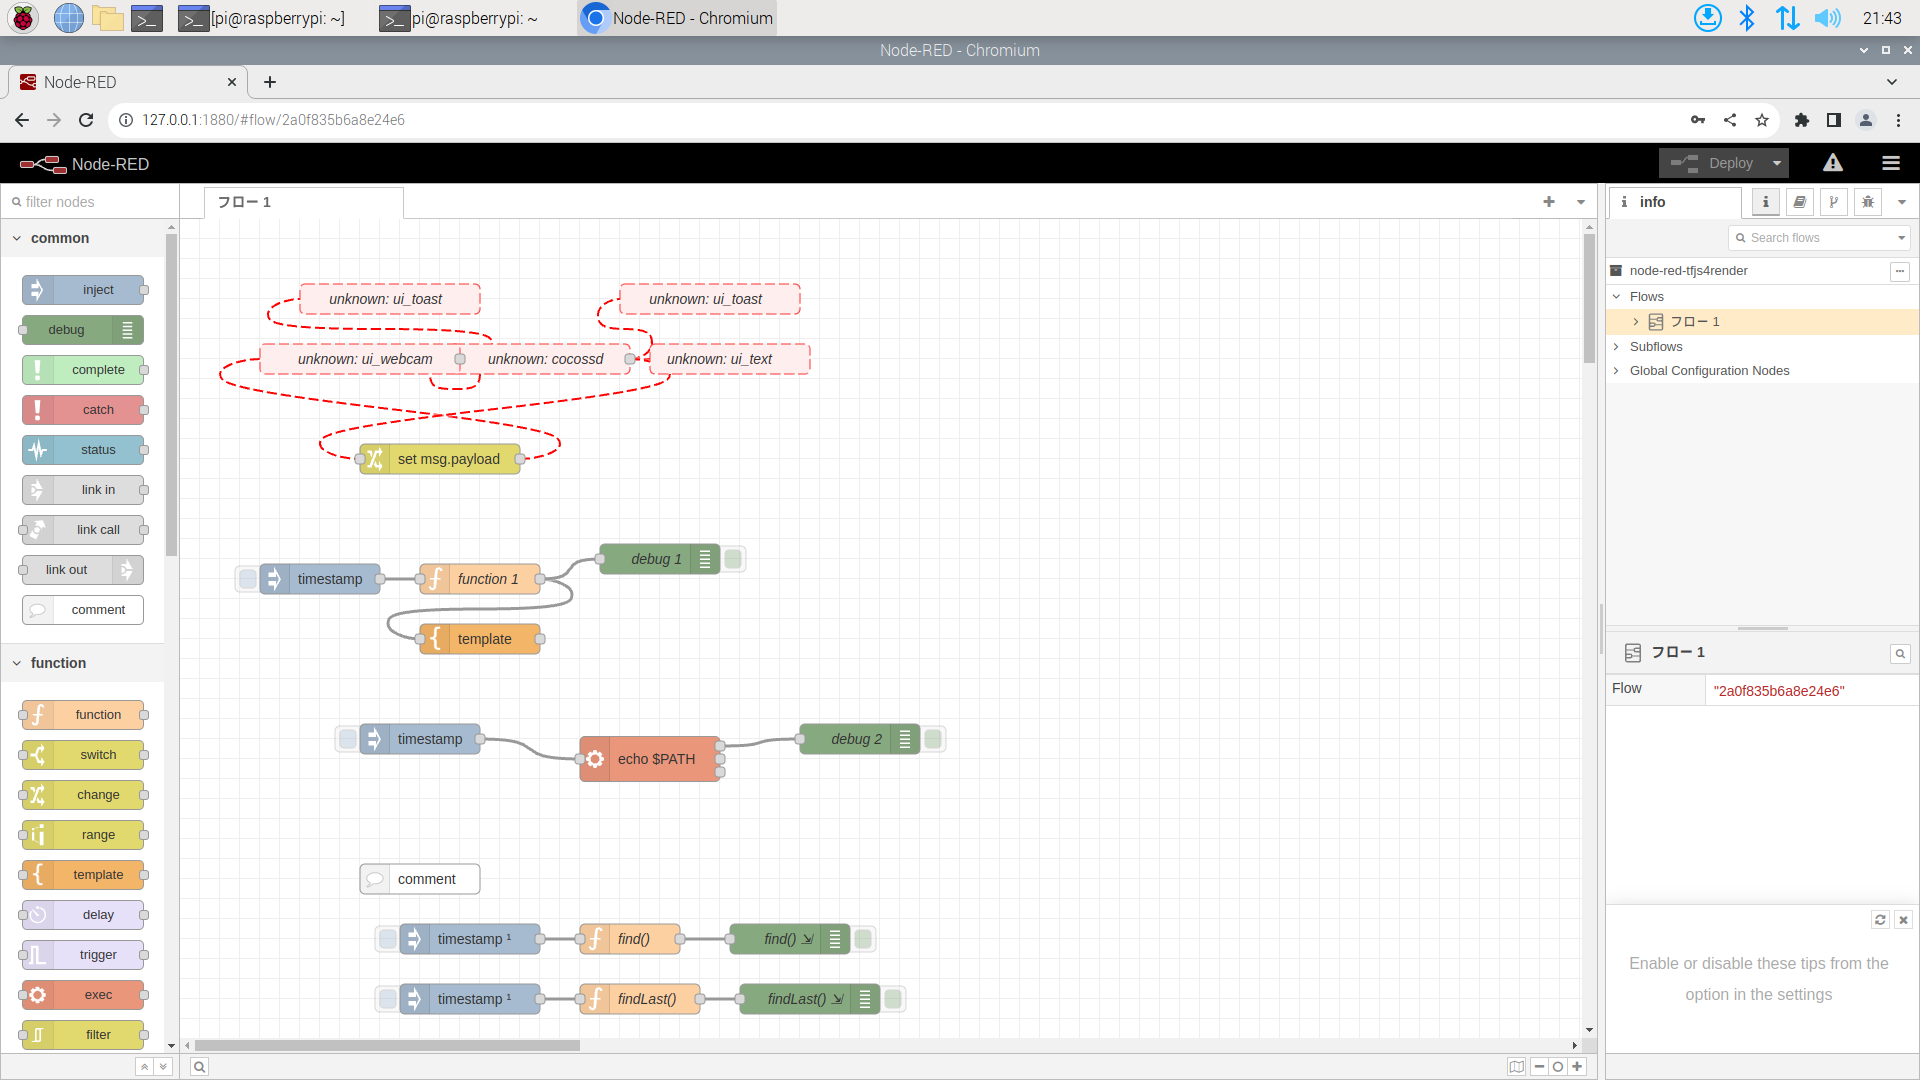 [pi@raspberrypi: ~]
pi@raspberrypi: ~
Node-RED - Chromium
21:43
Node-RED - Chromium
Node-RED
127.0.0.1:1880/#flow/2a0f835b6a8e24e6
Node-RED
Deploy
filter nodes
フロー 1
info
Search flows
common
inject
debug
complete
catch
status
link in
link call
link out
comment
function
function
switch
change
range
template
delay
trigger
exec
filter
unknown: ui_toast
unknown: ui_toast
unknown: ui_webcam
unknown: cocossd
unknown: ui_text
set msg.payload
debug 1
timestamp
function 1
template
timestamp
echo $PATH
debug 2
comment
timestamp ¹
find()
find() ⇲
timestamp ¹
findLast()
findLast() ⇲
node-red-tfjs4render
Flows
フロー 1
Subflows
Global Configuration Nodes
フロー 1
Flow
"2a0f835b6a8e24e6"
Enable or disable these tips from the
option in the settings